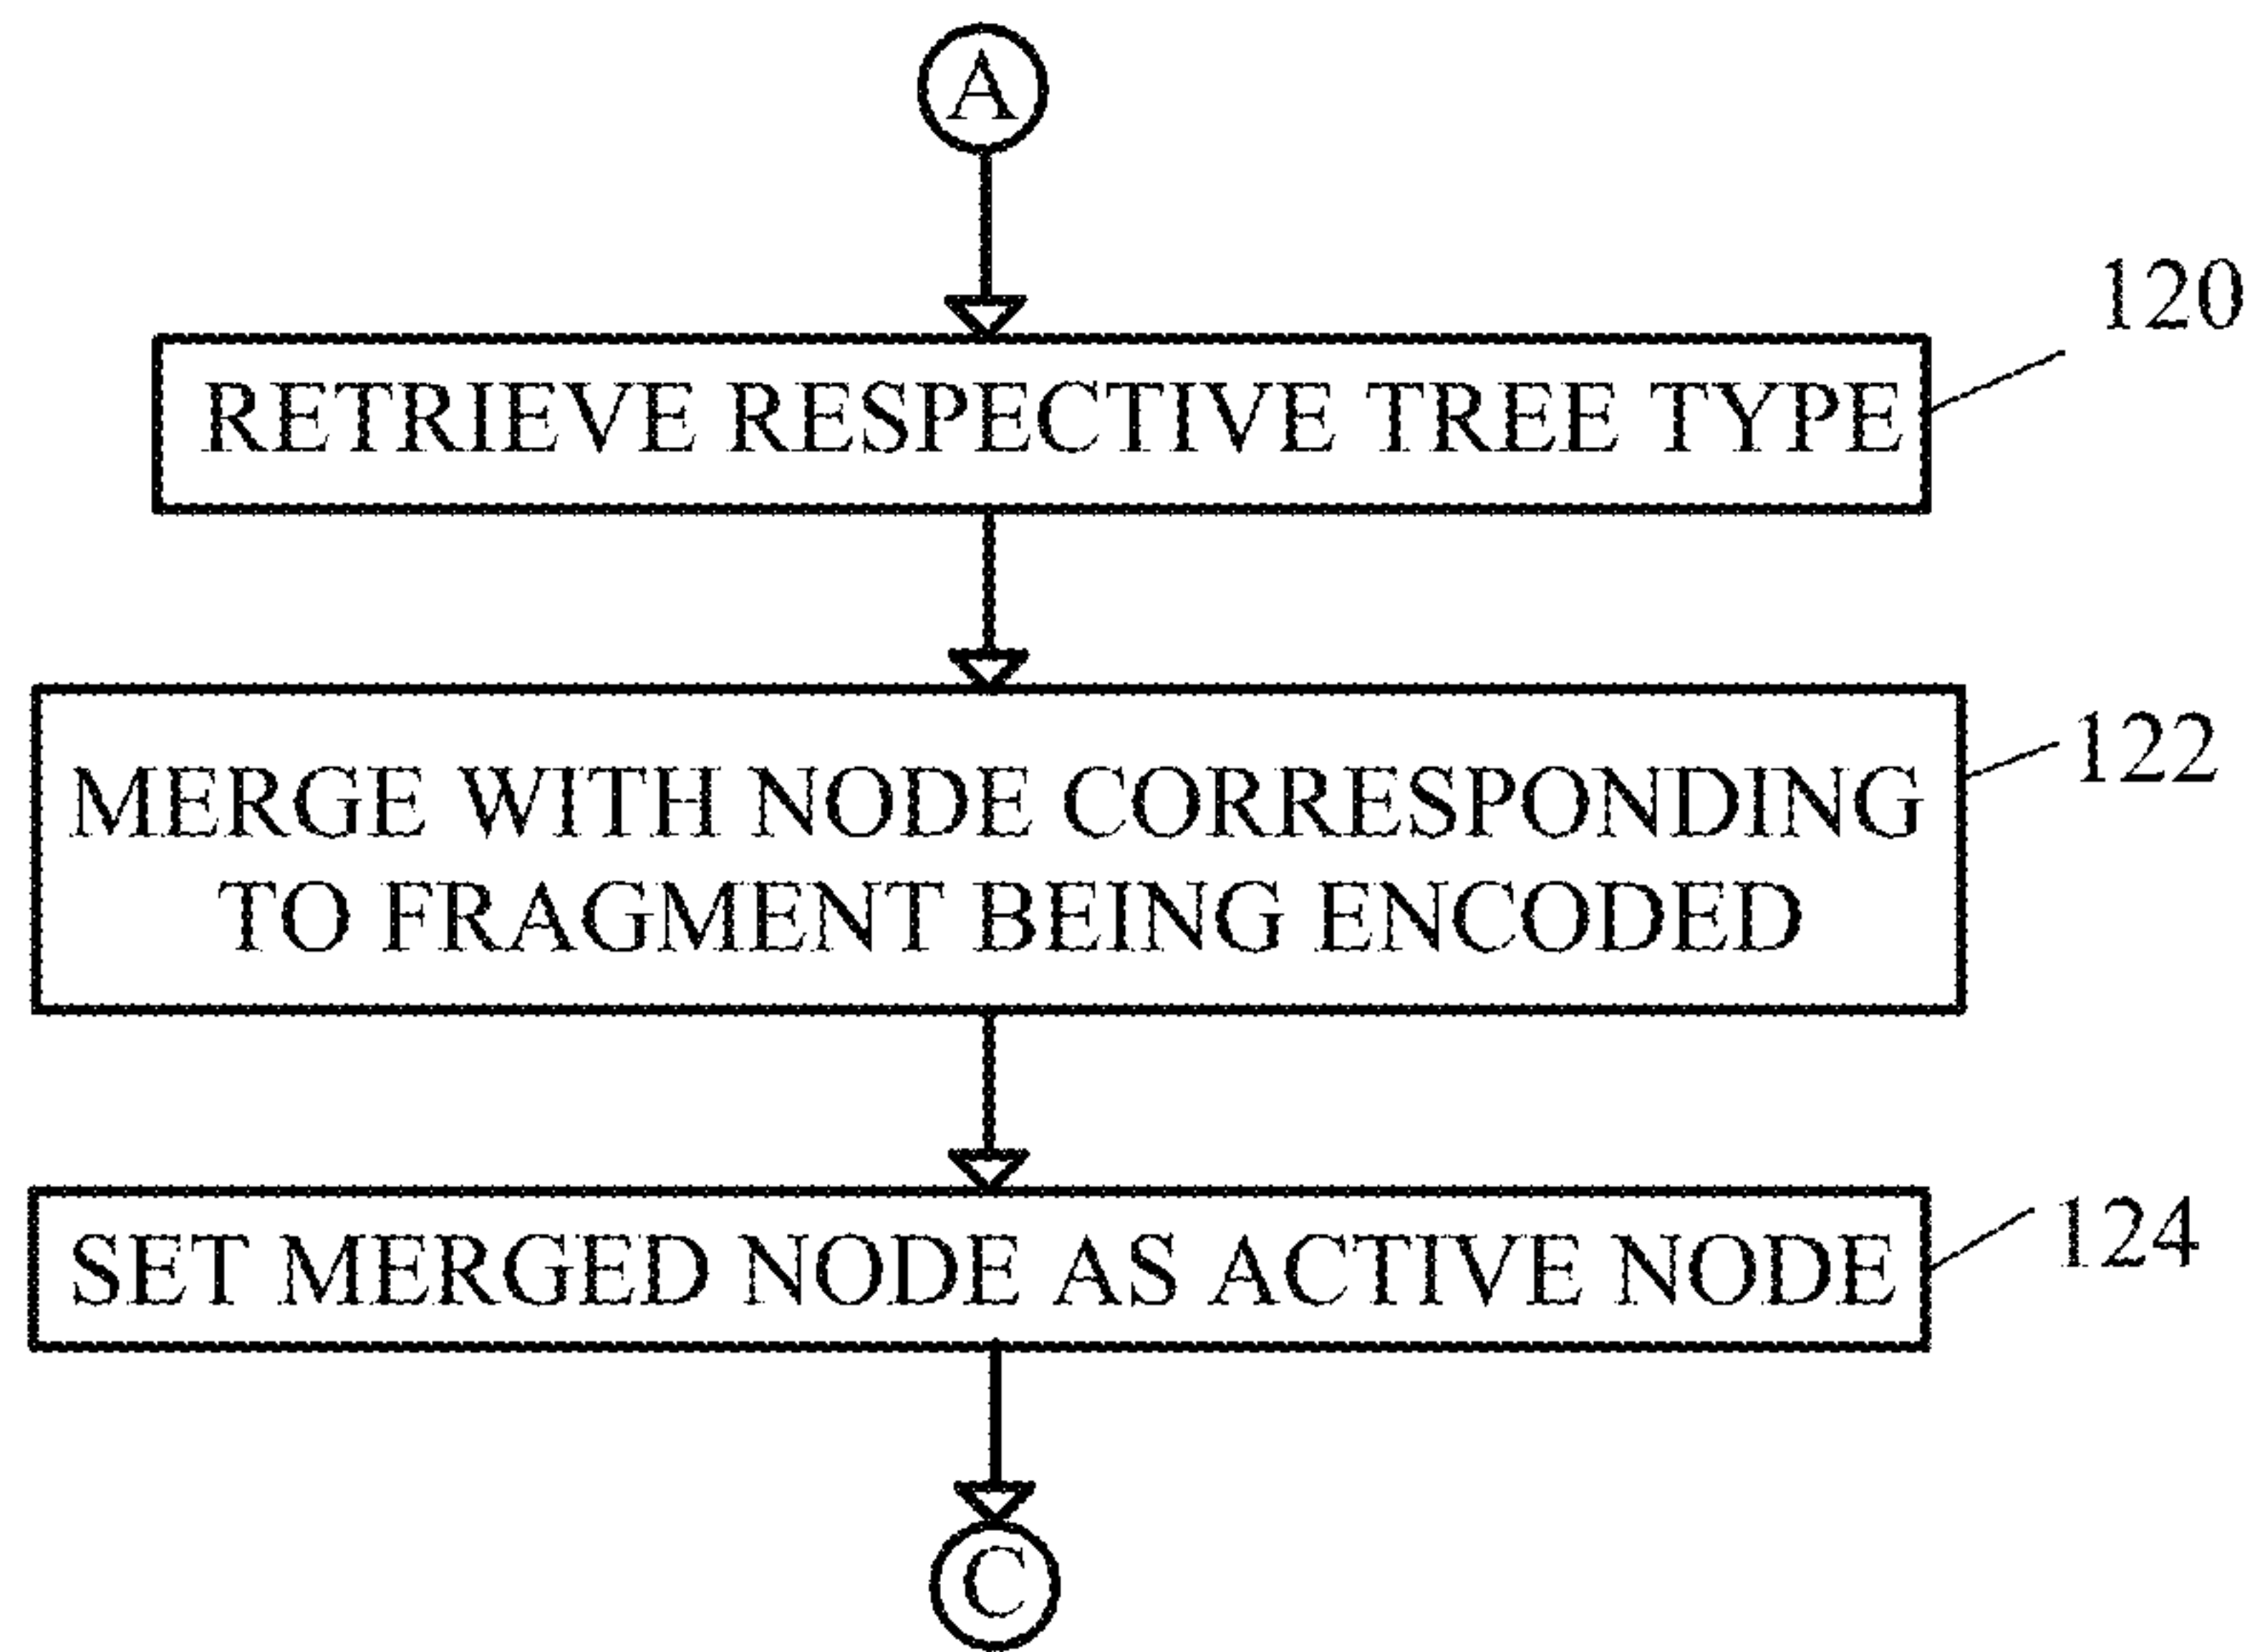 A
120
RETRIEVE RESPECTIVE TREE TYPE
122
MERGE WITH NODE CORRESPONDING
TO FRAGMENT BEING ENCODED
124
SET MERGED NODE AS ACTIVE NODE
C